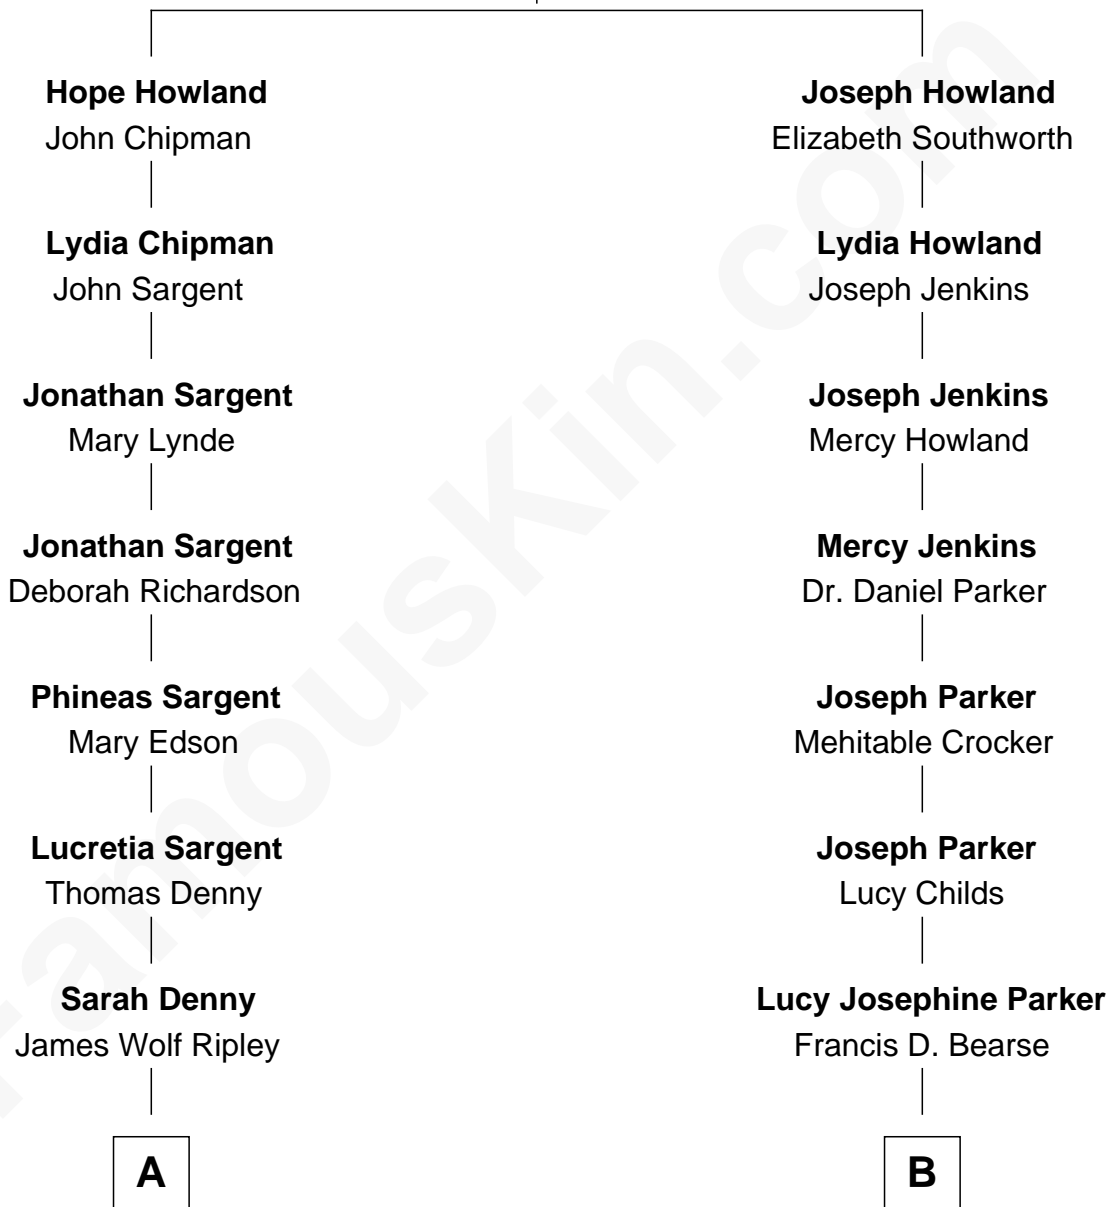 Hope Howland
John Chipman
Lydia Chipman
John Sargent
Jonathan Sargent
Mary Lynde
Jonathan Sargent
Deborah Richardson
Phineas Sargent
Mary Edson
Lucretia Sargent
Thomas Denny
Sarah Denny
James Wolf Ripley
A
Joseph Howland
Elizabeth Southworth
Lydia Howland
Joseph Jenkins
Joseph Jenkins
Mercy Howland
Mercy Jenkins
Dr. Daniel Parker
Joseph Parker
Mehitable Crocker
Joseph Parker
Lucy Childs
Lucy Josephine Parker
Francis D. Bearse
B
FamousKin.com